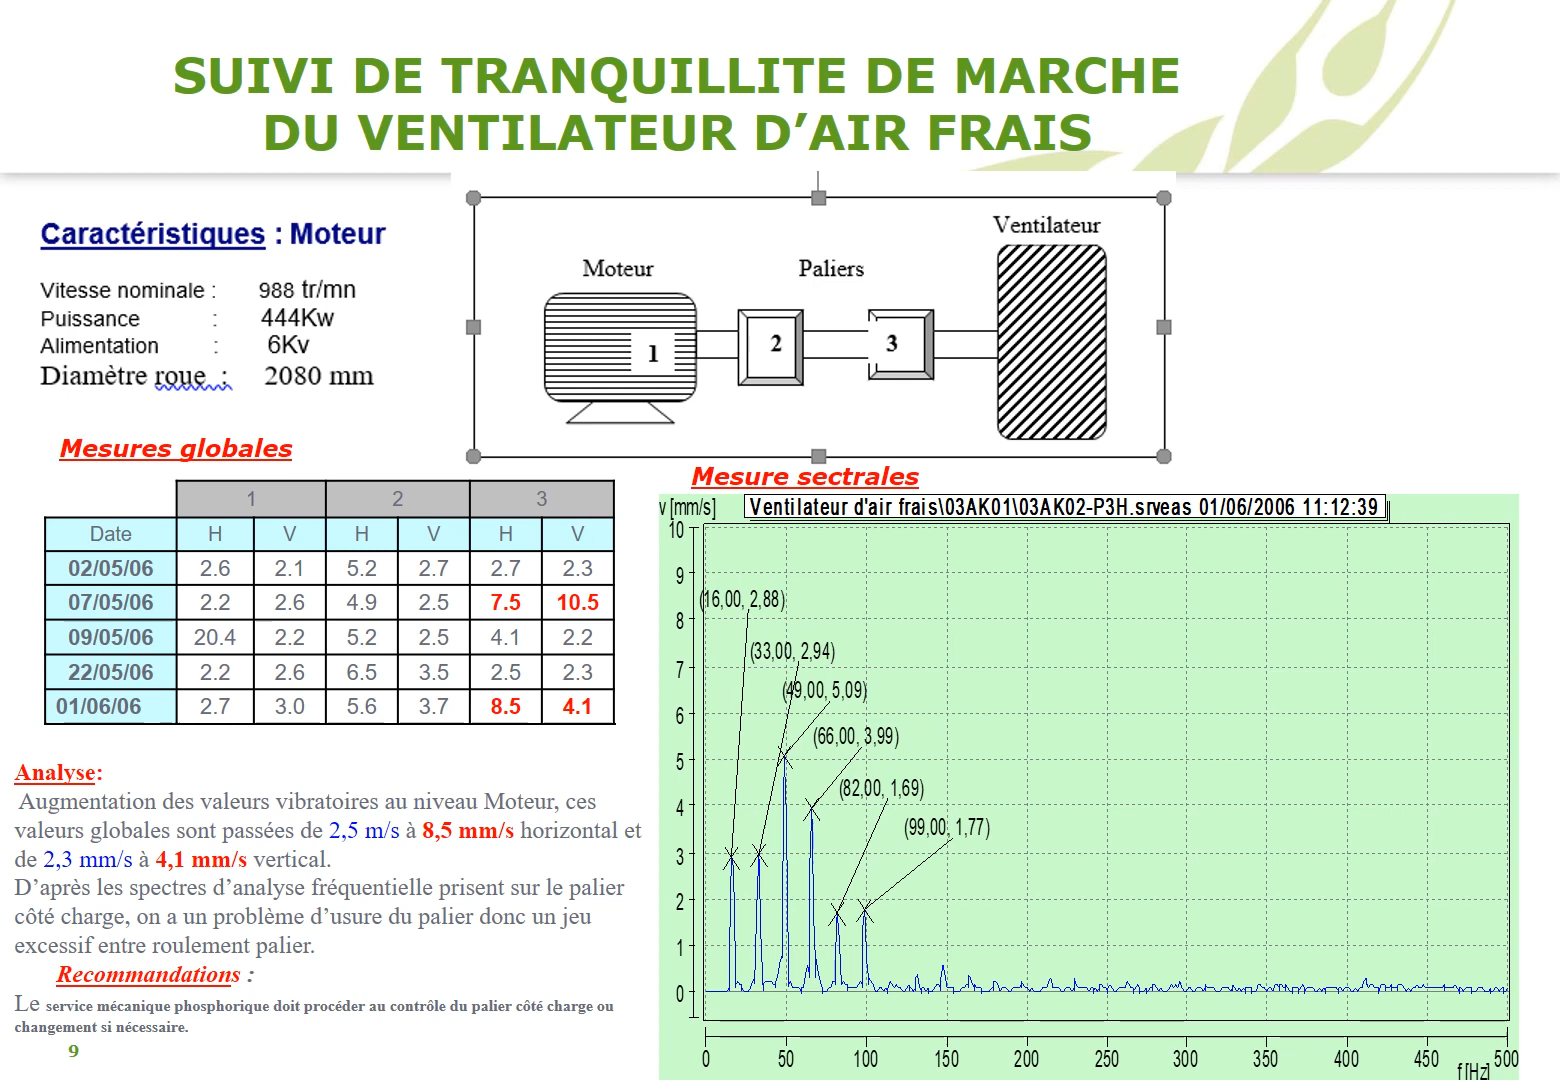 SUIVI DE TRANQUILLITE DE MARCHE
DU VENTILATEUR D’AIR FRAIS
Caractéristiques : Moteur
Vitesse nominale : 988 tr/mn
Puissance : 444Kw
Alimentation : 6Kv
Diamètre roue : 2080 mm
Ventilateur
Moteur Paliers
1 2 3
Mesures globales
1 2 3
Date H V H V H V
02/05/06 2.6 2.1 5.2 2.7 2.7 2.3
07/05/06 2.2 2.6 4.9 2.5 7.5 10.5
09/05/06 20.4 2.2 5.2 2.5 4.1 2.2
22/05/06 2.2 2.6 6.5 3.5 2.5 2.3
01/06/06 2.7 3.0 5.6 3.7 8.5 4.1
Mesure sectrales
v [mm/s] Ventilateur d'air frais\03AK01\03AK02-P3H.srveas 01/06/2006 11:12:39
10
9
8
7
6
5
4
3
2
1
0
(16,00, 2,88)
(33,00, 2,94)
(49,00, 5,09)
(66,00, 3,99)
(82,00, 1,69)
(99,00, 1,77)
0 50 100 150 200 250 300 350 400 450 500
f [Hz]
Analyse:
Augmentation des valeurs vibratoires au niveau Moteur, ces
valeurs globales sont passées de 2,5 m/s à 8,5 mm/s horizontal et
de 2,3 mm/s à 4,1 mm/s vertical.
D’après les spectres d’analyse fréquentielle prisent sur le palier
côté charge, on a un problème d’usure du palier donc un jeu
excessif entre roulement palier.
Recommandations :
Le service mécanique phosphorique doit procéder au contrôle du palier côté charge ou
changement si nécessaire.
9